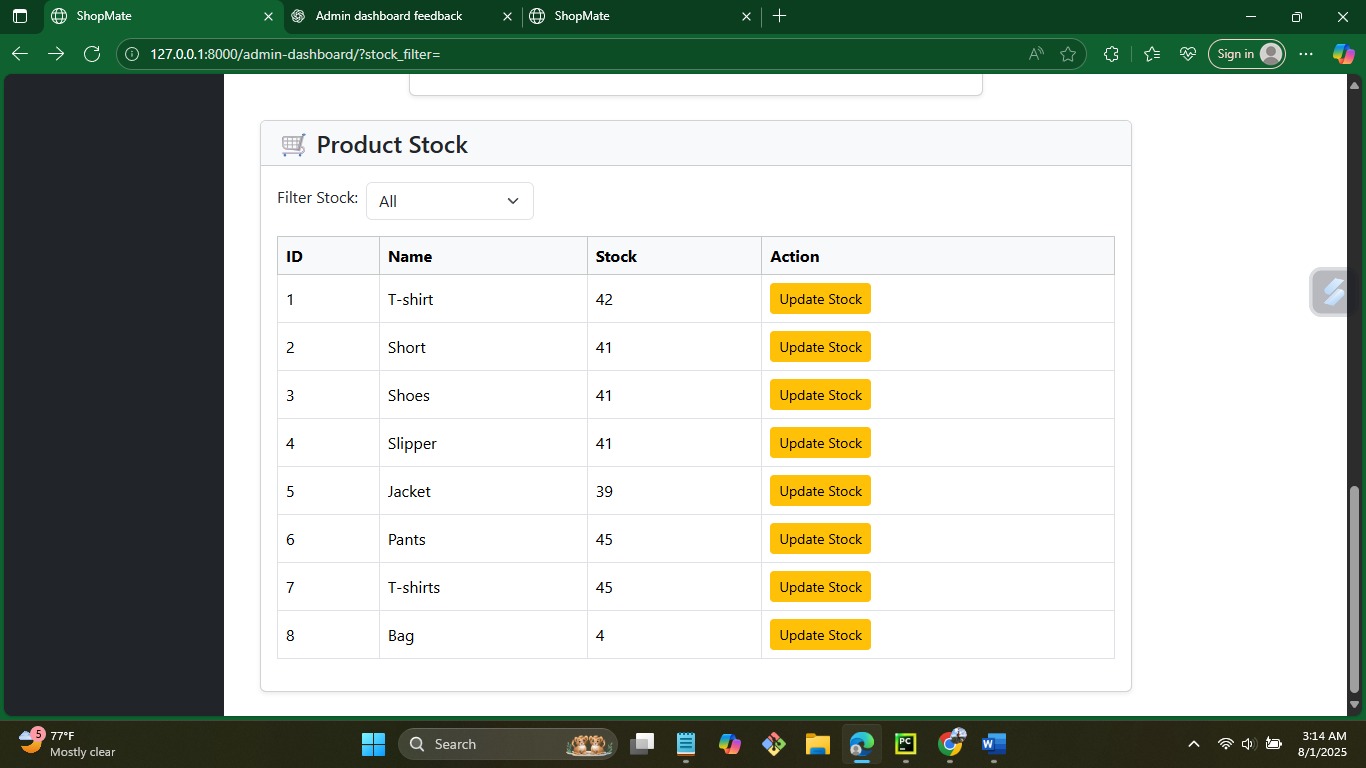 ShopMate
Admin dashboard feedback
ShopMate
127.0.0.1:8000/admin-dashboard/?stock_filter=
Sign in
Product Stock
Filter Stock: All
ID Name Stock Action
1 T-shirt 42 Update Stock
2 Short 41 Update Stock
3 Shoes 41 Update Stock
4 Slipper 41 Update Stock
5 Jacket 39 Update Stock
6 Pants 45 Update Stock
7 T-shirts 45 Update Stock
8 Bag 4 Update Stock
5
77°F
Mostly clear
Search
PC
W
3:14 AM
8/1/2025